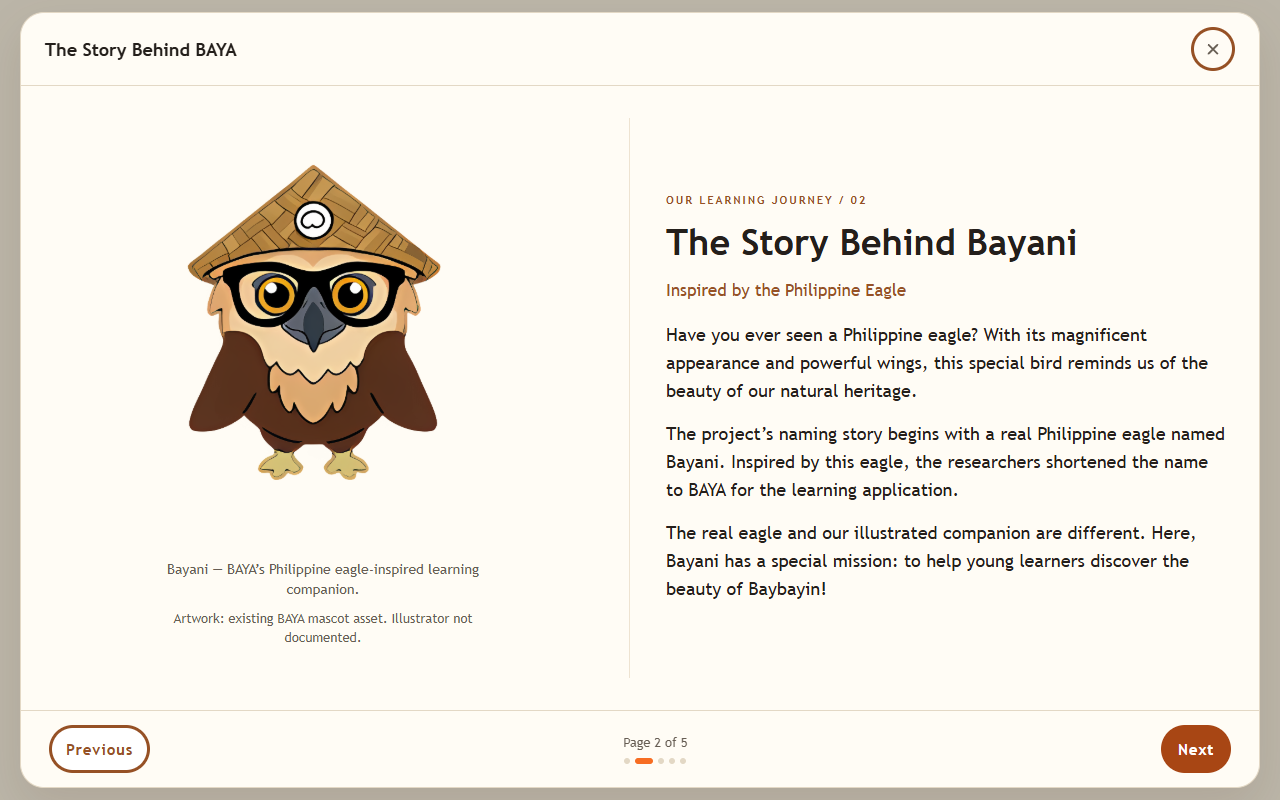 The Story Behind BAYA
OUR LEARNING JOURNEY / 02
The Story Behind Bayani
Inspired by the Philippine Eagle
Have you ever seen a Philippine eagle? With its magnificent
appearance and powerful wings, this special bird reminds us of the
beauty of our natural heritage.
The project’s naming story begins with a real Philippine eagle named
Bayani. Inspired by this eagle, the researchers shortened the name
to BAYA for the learning application.
The real eagle and our illustrated companion are different. Here,
Bayani has a special mission: to help young learners discover the
beauty of Baybayin!
Bayani — BAYA’s Philippine eagle-inspired learning
companion.
Artwork: existing BAYA mascot asset. Illustrator not
documented.
Previous
Page 2 of 5
Next